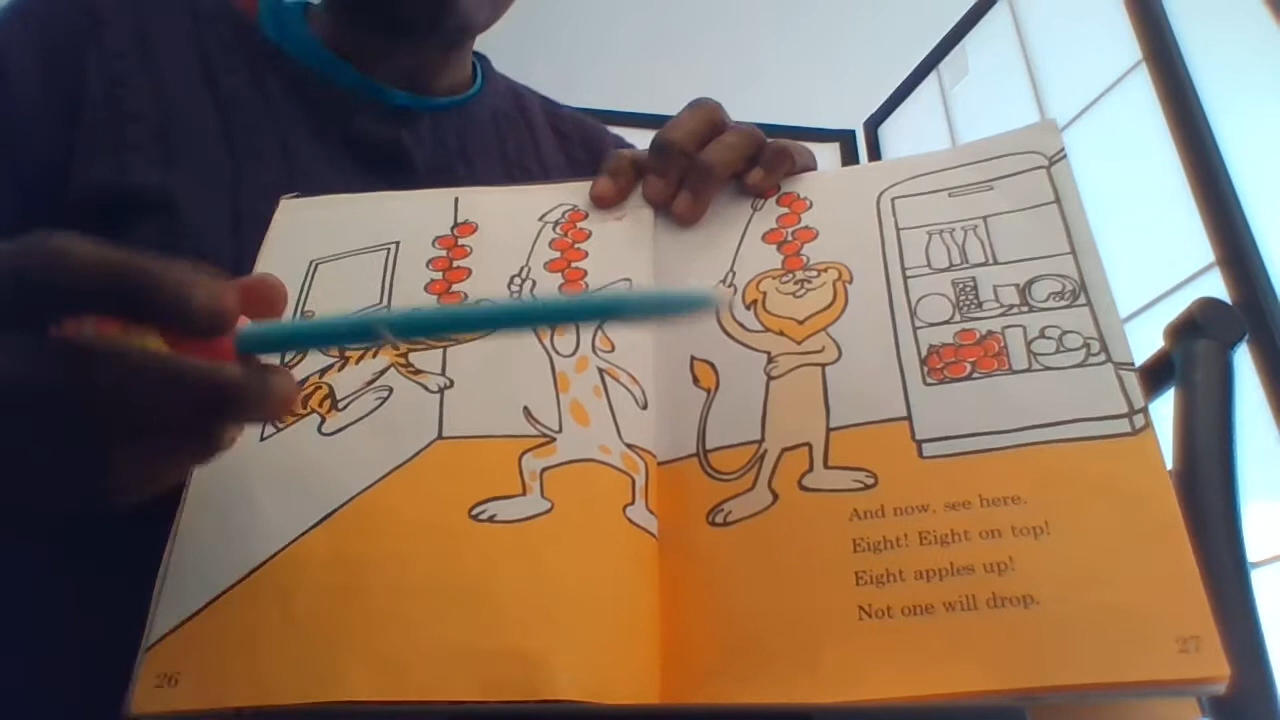 And now, see here.
Eight! Eight on top!
Eight apples up!
Not one will drop.
26
27